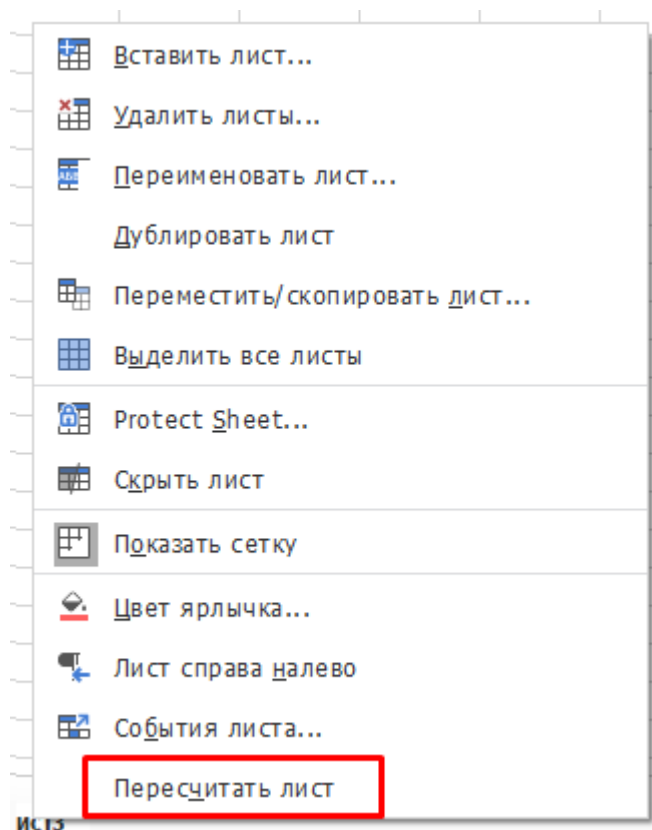 Вставить лист...
Удалить листы...
Переименовать лист...
Дублировать лист
Переместить/скопировать лист...
Выделить все листы
Protect Sheet...
Скрыть лист
Показать сетку
Цвет ярлычка...
Лист справа налево
События листа...
Пересчитать лист